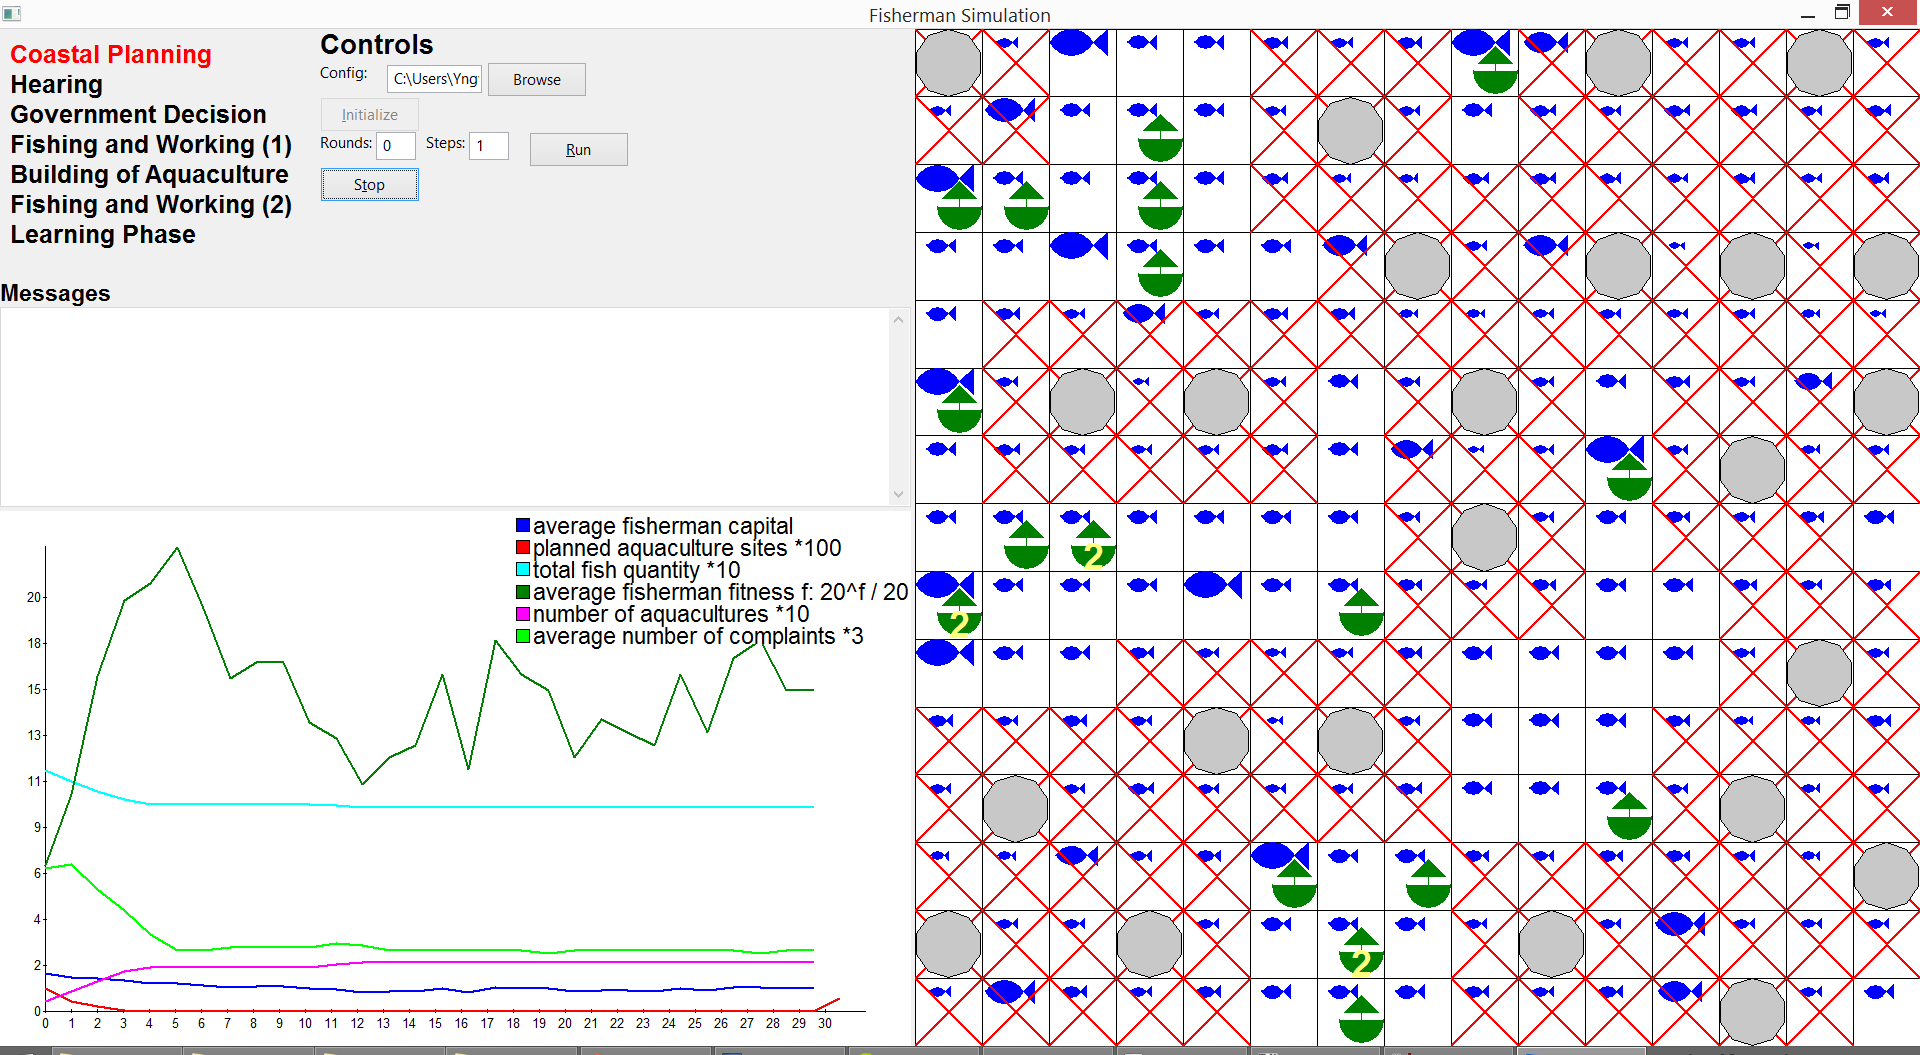 Fisherman Simulation
Coastal Planning
Hearing
Government Decision
Fishing and Working (1)
Building of Aquaculture
Fishing and Working (2)
Learning Phase
Controls
Config: C:\Users\Yng Browse
Initialize
Rounds: 0 Steps: 1 Run
Stop
Messages
average fisherman capital
planned aquaculture sites *100
total fish quantity *10
average fisherman fitness f: 20^f / 20
number of aquacultures *10
average number of complaints *3
20
18
15
13
11
9
6
4
2
0
0 1 2 3 4 5 6 7 8 9 10 11 12 13 14 15 16 17 18 19 20 21 22 23 24 25 26 27 28 29 30
2
2
2